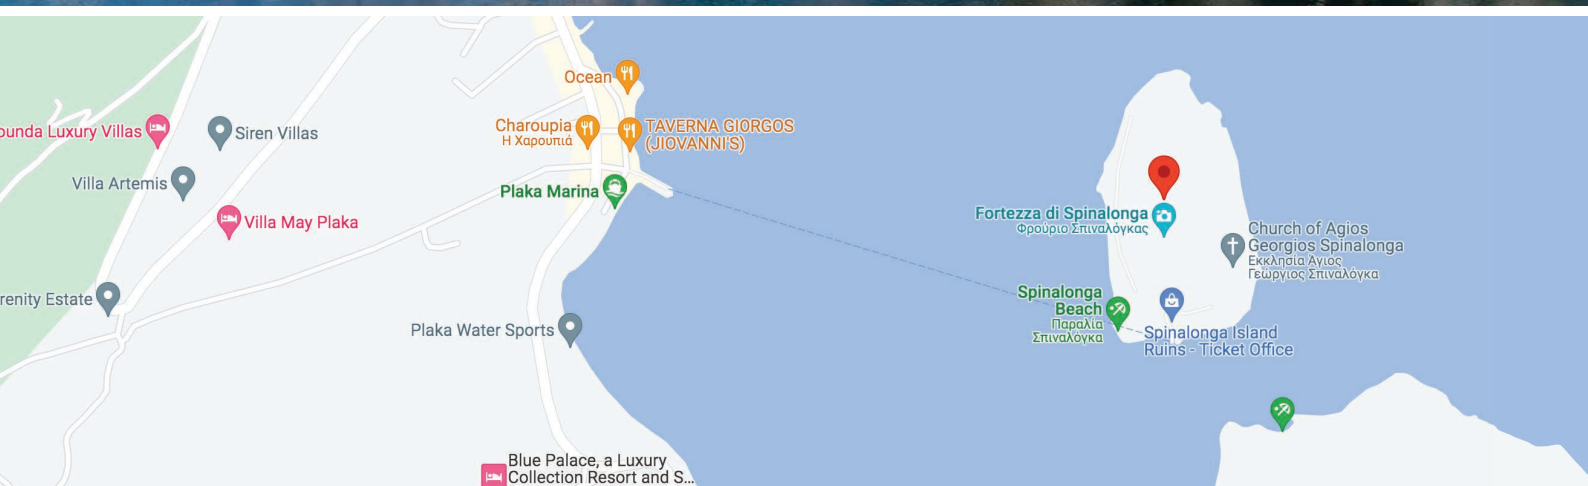 Ocean
Charoupia
Η Χαρουπιά
TAVERNA GIORGOS
(JIOVANNI'S)
ounda Luxury Villas
Siren Villas
Villa Artemis
Plaka Marina
Villa May Plaka
Fortezza di Spinalonga
Φρούριο Σπιναλόγκας
Church of Agios
Georgios Spinalonga
Εκκλησία Άγιος
Γεώργιος Σπιναλόγκα
renity Estate
Spinalonga
Beach
Παραλία
Σπιναλόγκα
Plaka Water Sports
Spinalonga Island
Ruins - Ticket Office
Blue Palace, a Luxury
Collection Resort and S...